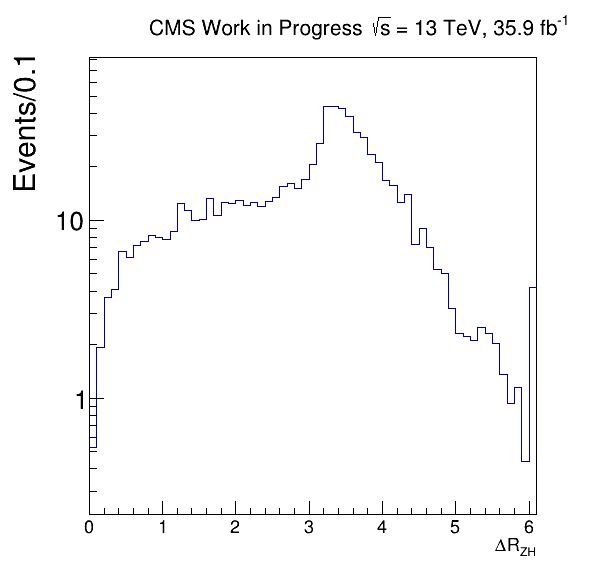 CMS Work in Progress √s = 13 TeV, 35.9 fb⁻¹
Events/0.1
10
1
0 1 2 3 4 5 6
ΔR_ZH